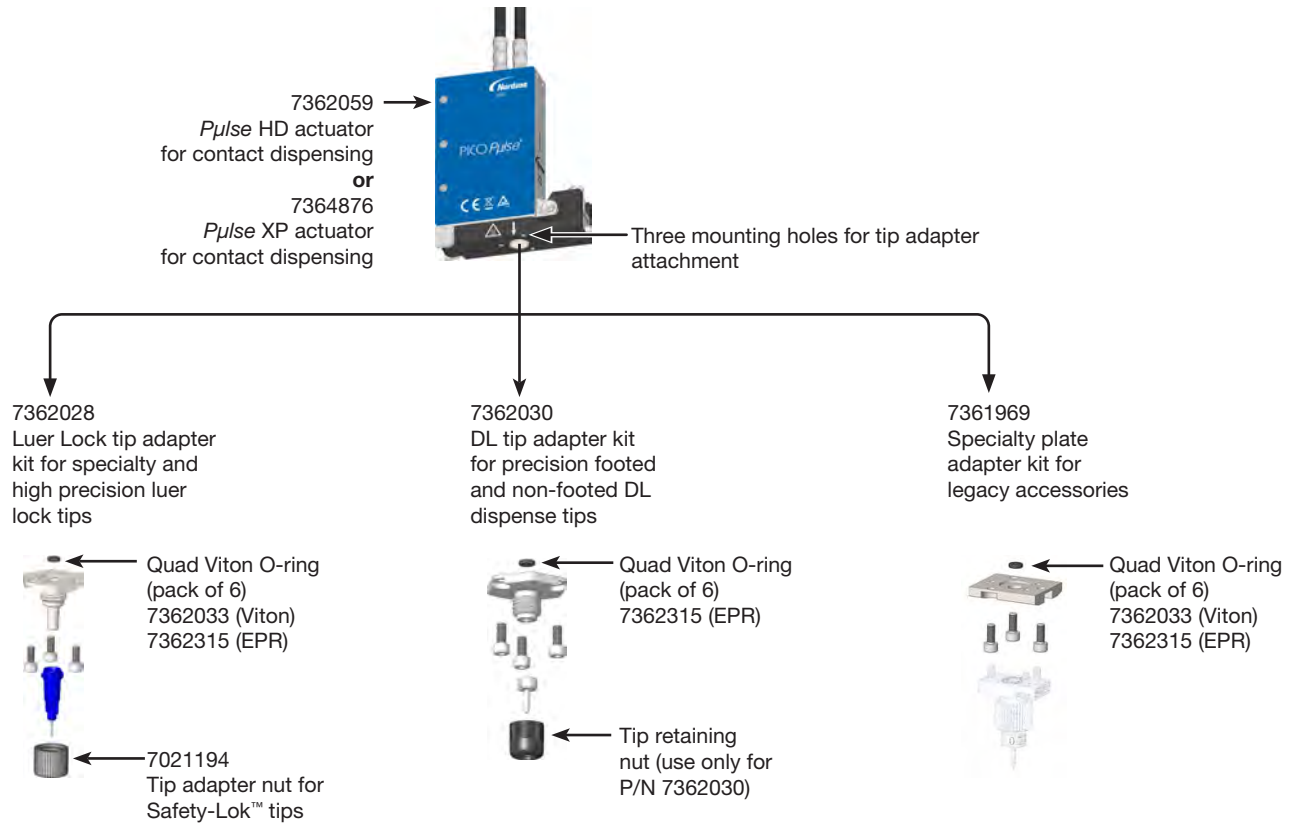 Nordson
PICO Pµlse®
CE
7362059
Pµlse HD actuator
for contact dispensing
or
7364876
Pµlse XP actuator
for contact dispensing
Three mounting holes for tip adapter
attachment
7362028
Luer Lock tip adapter
kit for specialty and
high precision luer
lock tips
Quad Viton O-ring
(pack of 6)
7362033 (Viton)
7362315 (EPR)
7021194
Tip adapter nut for
Safety-Lok™ tips
7362030
DL tip adapter kit
for precision footed
and non-footed DL
dispense tips
Quad Viton O-ring
(pack of 6)
7362315 (EPR)
Tip retaining
nut (use only for
P/N 7362030)
7361969
Specialty plate
adapter kit for
legacy accessories
Quad Viton O-ring
(pack of 6)
7362033 (Viton)
7362315 (EPR)